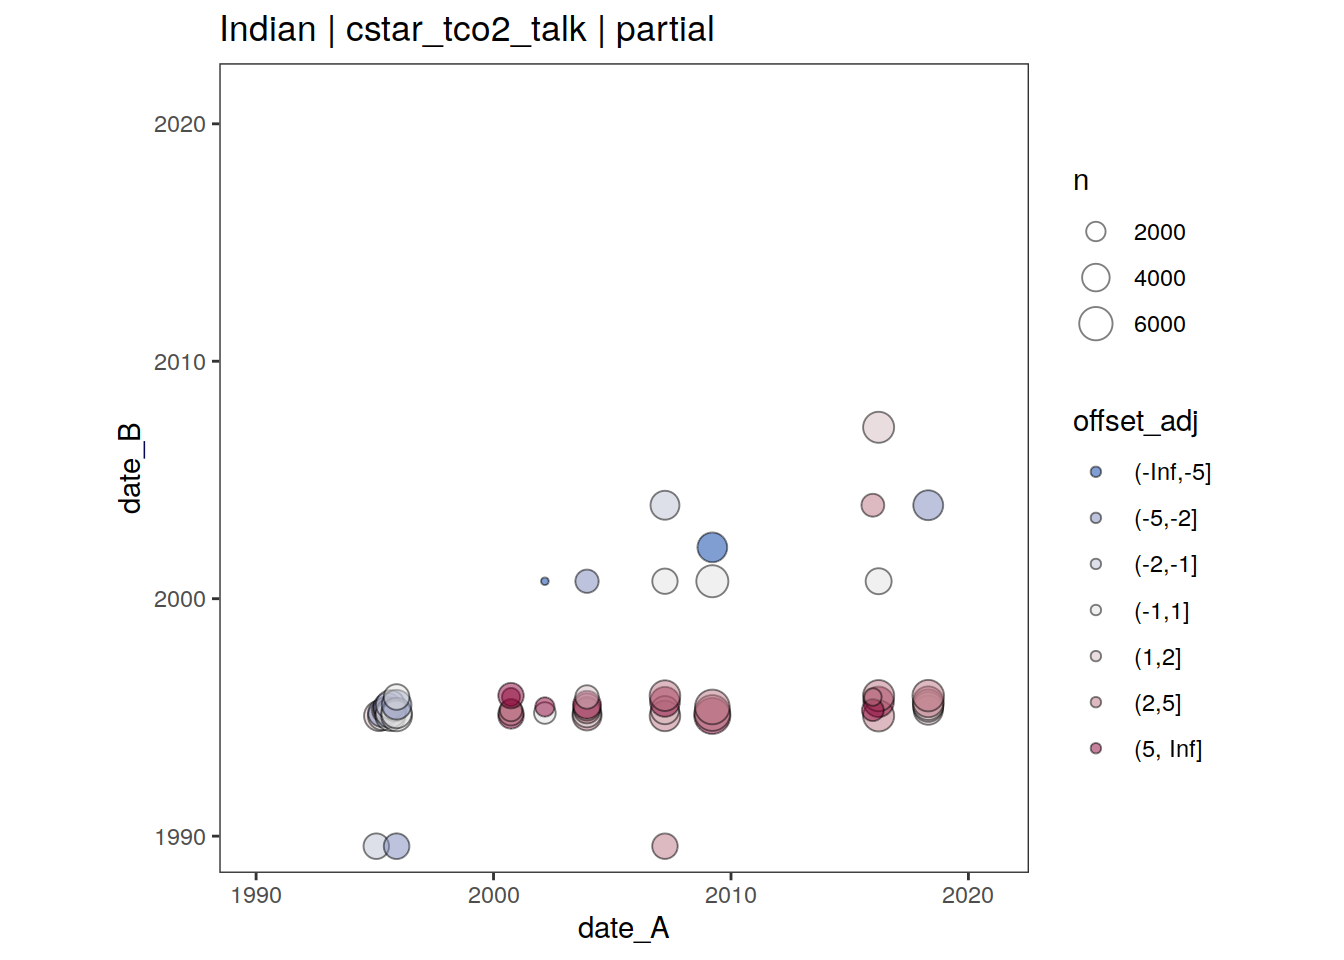 Indian | cstar_tco2_talk | partial
2020
2010
2000
1990
date_B
1990
2000
2010
2020
date_A
n
2000
4000
6000
offset_adj
(-Inf,-5]
(-5,-2]
(-2,-1]
(-1,1]
(1,2]
(2,5]
(5, Inf]